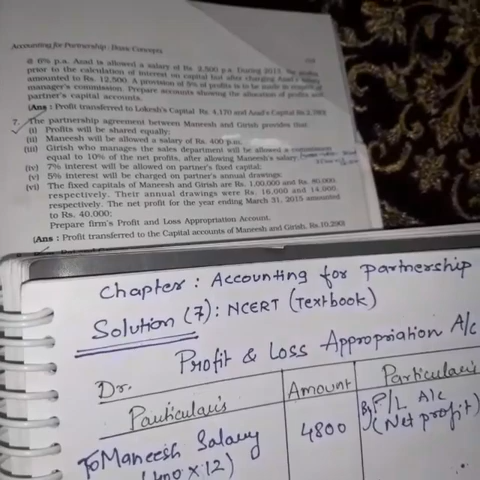 Accounting for Partnership : Basic Concepts
@ 6% p.a. Asad is allowed a salary of Rs. 2,500 p.a. During 2015, the
prior to the calculation of interest on capital but after charging Asad's salary
amounted to Rs. 12,500. A provision of 5% of profits is to be made in respect of
manager's commission. Prepare accounts showing the allocation of profits and
partner's capital accounts.
(Ans : Profit transferred to Lokesh's Capital Rs. 4,170 and Asad's Capital
7. The partnership agreement between Maneesh and Girish provides that:
(i) Profits will be shared equally;
(ii) Maneesh will be allowed a salary of Rs. 400 p.m;
(iii) Girish who manages the sales department will be allowed a commission
equal to 10% of the net profits, after allowing Maneesh's salary;
(iv) 7% interest will be allowed on partner's fixed capital;
(v) 5% interest will be charged on partner's annual drawings;
(vi) The fixed capitals of Maneesh and Girish are Rs. 1,00,000 and Rs. 80,000,
respectively. Their annual drawings were Rs. 16,000 and 14,000,
respectively. The net profit for the year ending March 31, 2015 amounted
to Rs. 40,000;
Prepare firm's Profit and Loss Appropriation Account.
(Ans : Profit transferred to the Capital accounts of Maneesh and Girish, Rs.10,290)
Chapter : Accounting for Partnership
Solution (7) : NCERT (Textbook)
Profit & Loss Appropriation A/c
Dr.
Particulars Amount Particulars
To Maneesh Salary 4800 By P/L A/c
(400 x 12) (Net profit)